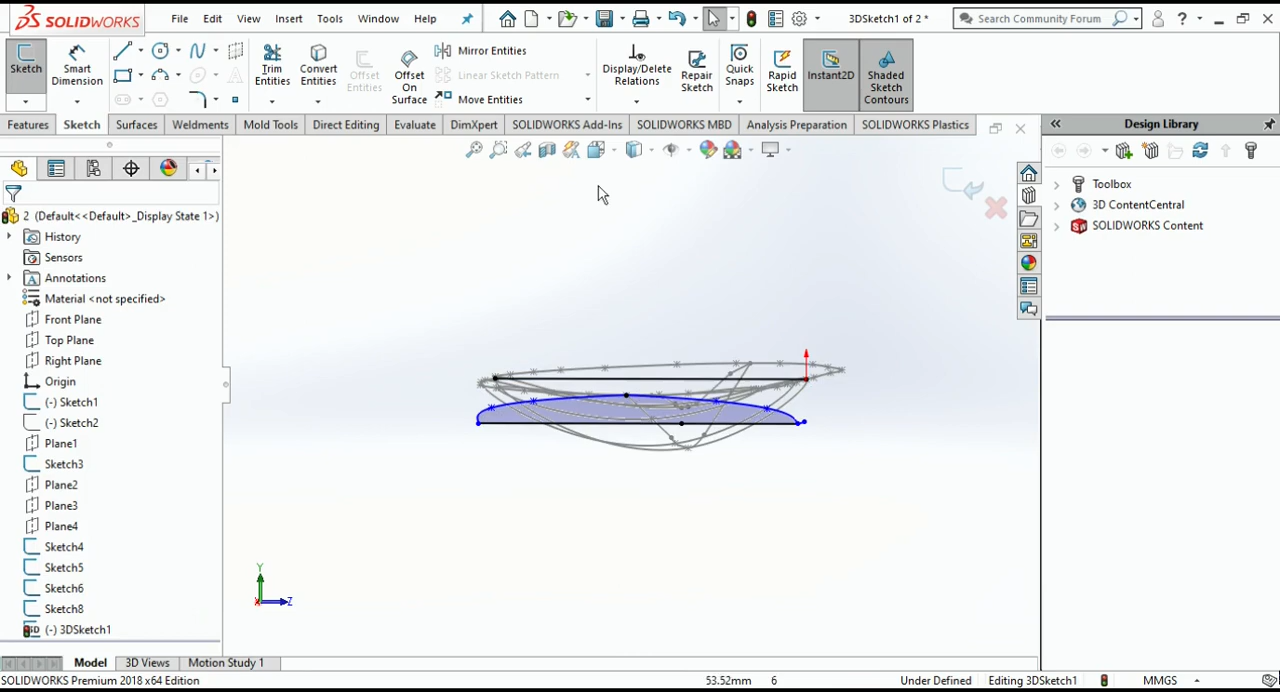 SOLIDWORKS File Edit View Insert Tools Window Help 3DSketch1 of 2 * Search Community Forum ?
Sketch Smart Dimension Trim Entities Convert Entities Offset Entities Offset On Surface Mirror Entities Linear Sketch Pattern Move Entities Display/Delete Relations Repair Sketch Quick Snaps Rapid Sketch Instant2D Shaded Sketch Contours
Features Sketch Surfaces Weldments Mold Tools Direct Editing Evaluate DimXpert SOLIDWORKS Add-Ins SOLIDWORKS MBD Analysis Preparation SOLIDWORKS Plastics Design Library
Toolbox
3D ContentCentral
SOLIDWORKS Content
2 (Default<<Default>_Display State 1>)
History
Sensors
Annotations
Material <not specified>
Front Plane
Top Plane
Right Plane
Origin
(-) Sketch1
(-) Sketch2
Plane1
Sketch3
Plane2
Plane3
Plane4
Sketch4
Sketch5
Sketch6
Sketch8
(-) 3DSketch1
Y
X Z
Model 3D Views Motion Study 1
SOLIDWORKS Premium 2018 x64 Edition 53.52mm 6 Under Defined Editing 3DSketch1 MMGS